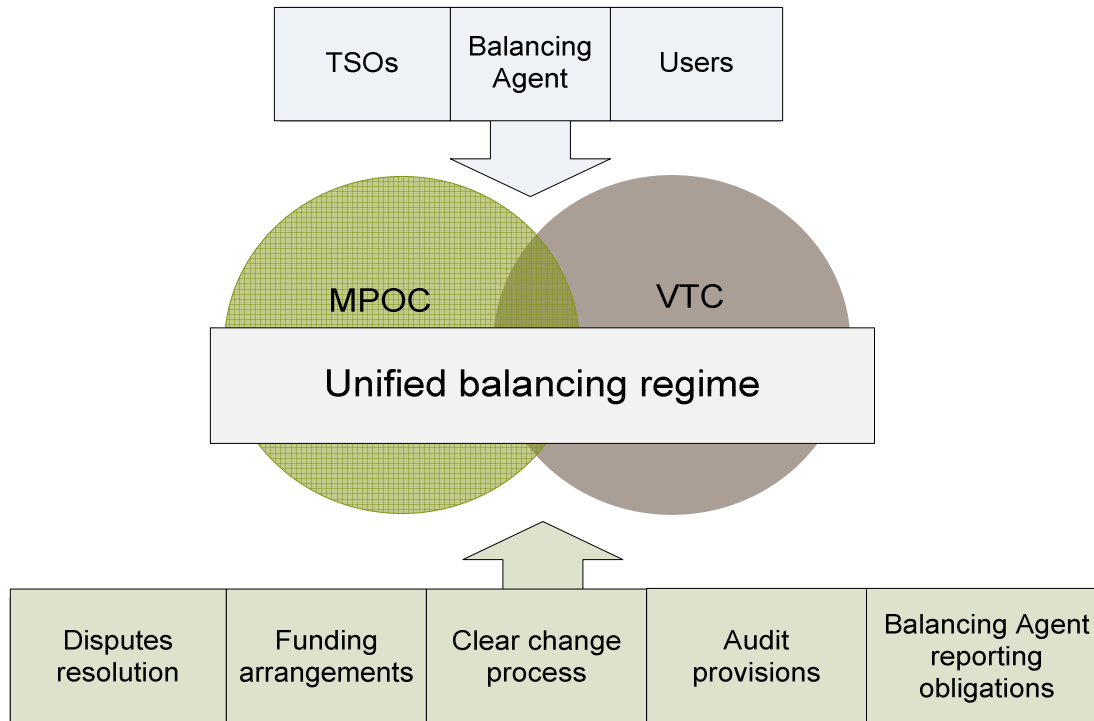 TSOs
Balancing
Agent
Users
MPOC
VTC
Unified balancing regime
Disputes
resolution
Funding
arrangements
Clear change
process
Audit
provisions
Balancing Agent
reporting
obligations